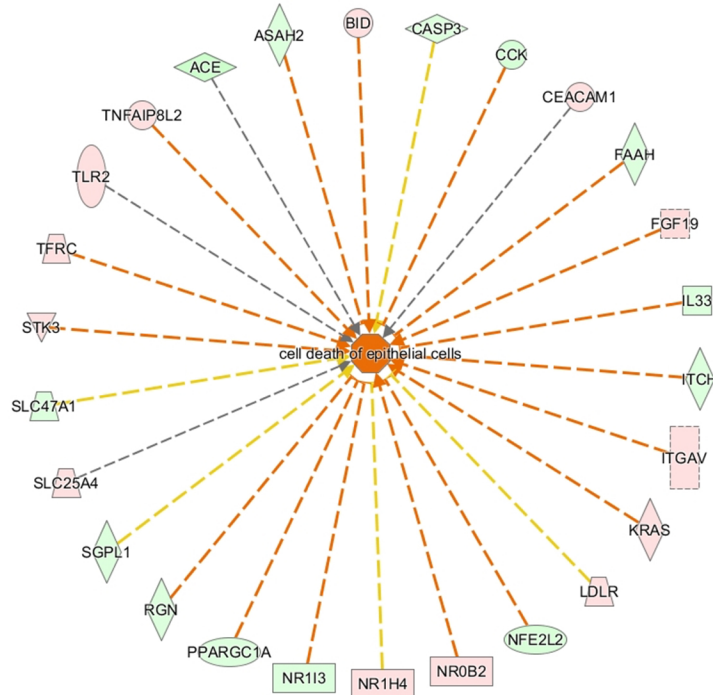 BID
ASAH2
CASP3
CCK
ACE
CEACAM1
TNFAIP8L2
FAAH
TLR2
FGF19
TFRC
IL33
STK3
cell death of epithelial cells
ITCH
SLC47A1
ITGAV
SLC25A4
KRAS
SGPL1
LDLR
RGN
NFE2L2
PPARGC1A
NR0B2
NR1I3
NR1H4